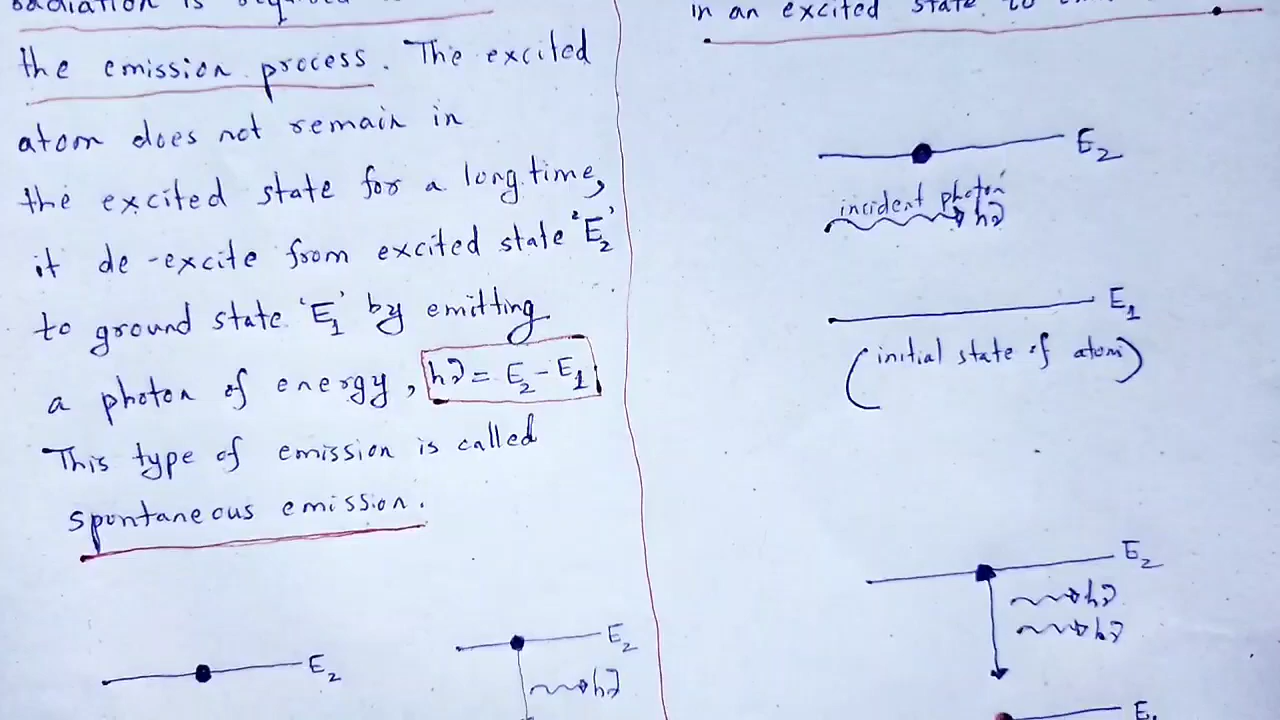 radiation is
the emission process. The excited
atom does not remain in
the excited state for a long time,
it de-excite from excited state 'E₂'
to ground state 'E₁' by emitting
a photon of energy, hν = E₂ - E₁
This type of emission is called
spontaneous emission.
E₂
E₂
hν
in an excited state to
E₂
incident photon
hν
E₁
(initial state of atom)
E₂
hν
hν
E₁